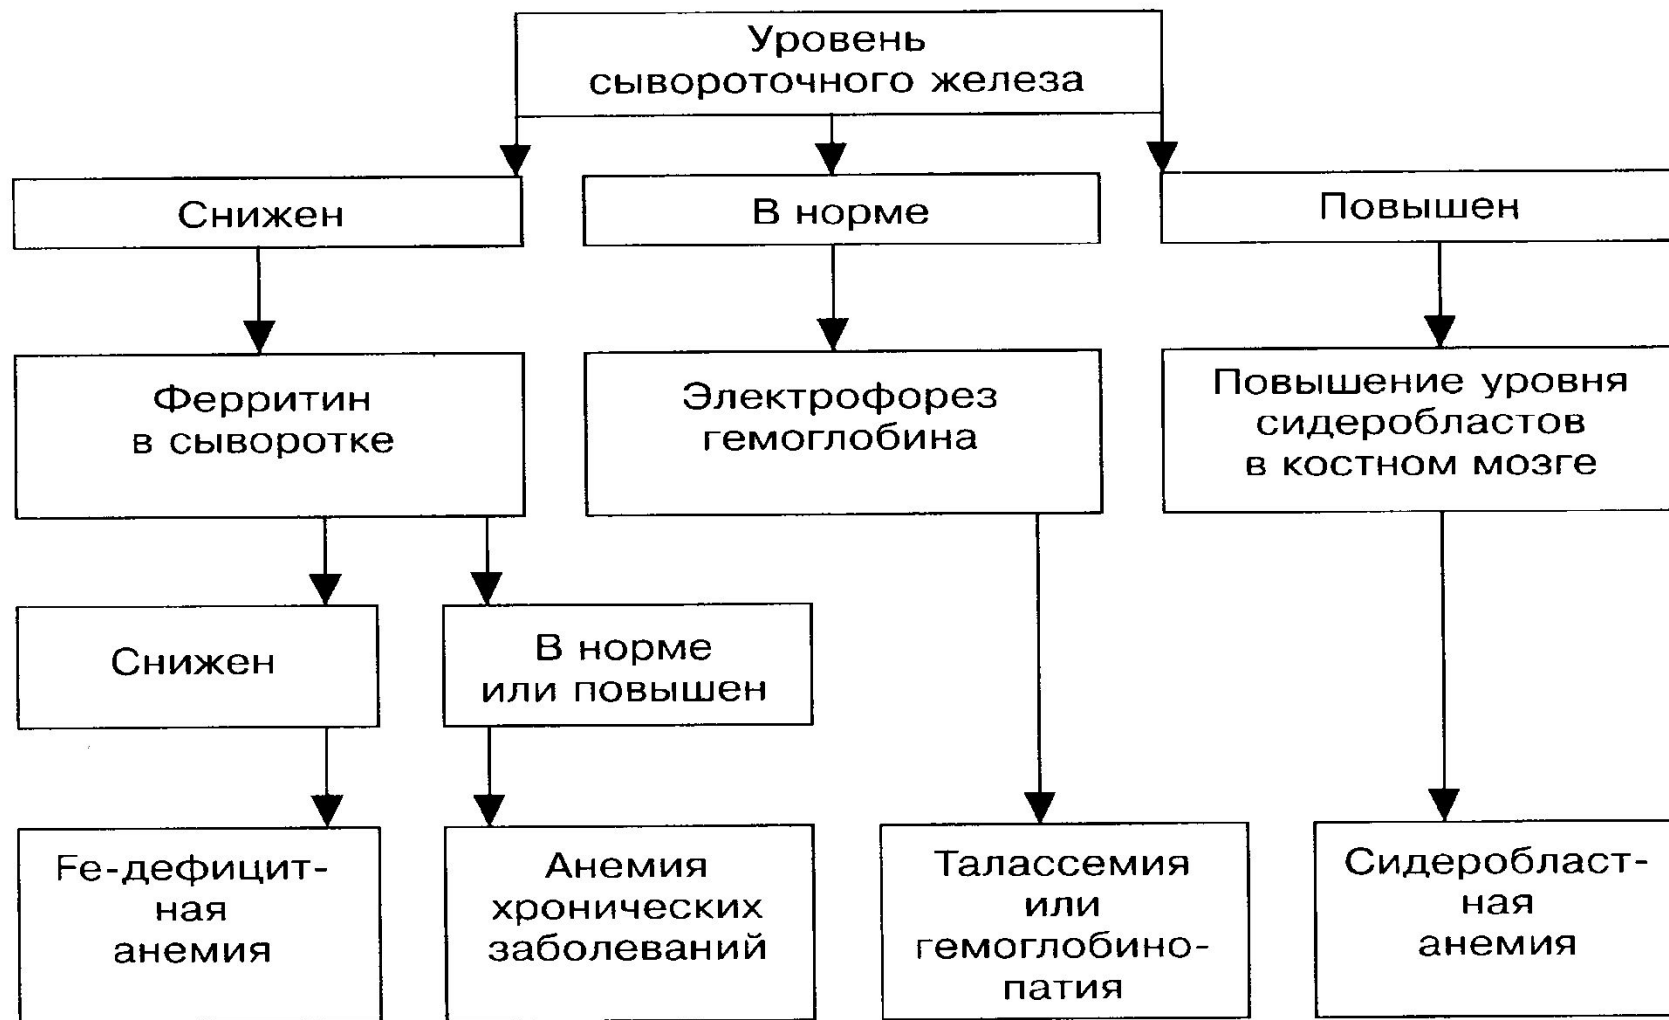 Уровень
сывороточного железа
Снижен
В норме
Повышен
Ферритин
в сыворотке
Электрофорез
гемоглобина
Повышение уровня
сидеробластов
в костном мозге
Снижен
В норме
или повышен
Fe-дефицит-
ная
анемия
Анемия
хронических
заболеваний
Талассемия
или
гемоглобино-
патия
Сидеробласт-
ная
анемия